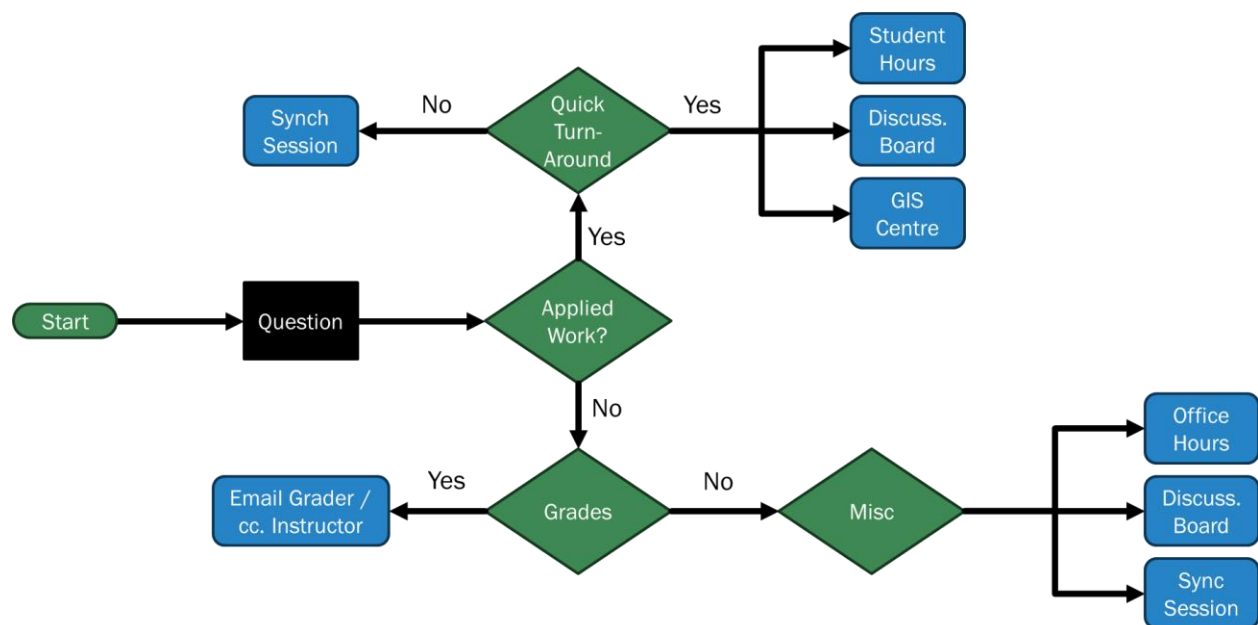 Student
Hours
Quick
Turn-
Around
No
Yes
Synch
Session
Discuss.
Board
GIS
Centre
Yes
Start
Question
Applied
Work?
No
Office
Hours
Yes
No
Email Grader /
cc. Instructor
Grades
Misc
Discuss.
Board
Sync
Session